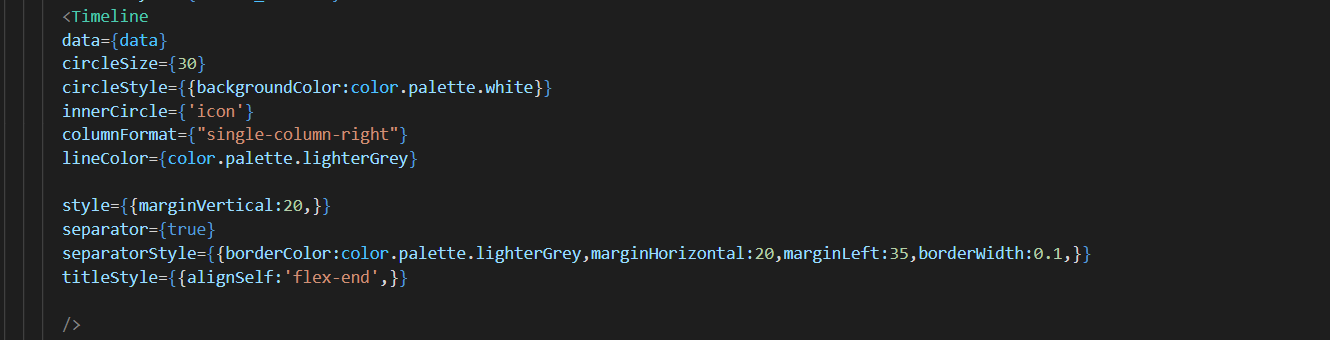 <Timeline
data={data}
circleSize={30}
circleStyle={{backgroundColor:color.palette.white}}
innerCircle={'icon'}
columnFormat={"single-column-right"}
lineColor={color.palette.lighterGrey}
style={{marginVertical:20,}}
separator={true}
separatorStyle={{borderColor:color.palette.lighterGrey,marginHorizontal:20,marginLeft:35,borderWidth:0.1,}}
titleStyle={{alignSelf:'flex-end',}}
/>